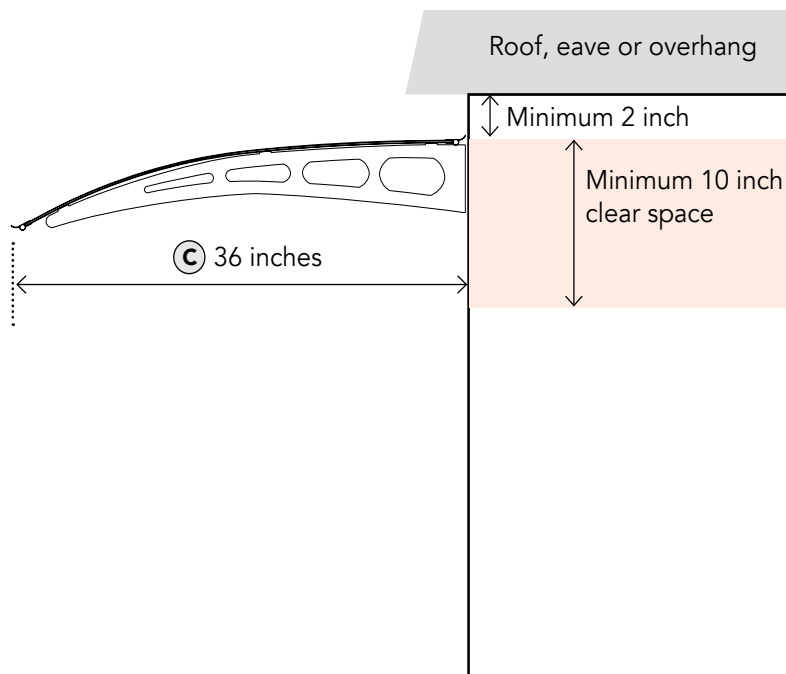 Roof, eave or overhang
Minimum 2 inch
Minimum 10 inch
clear space
C 36 inches